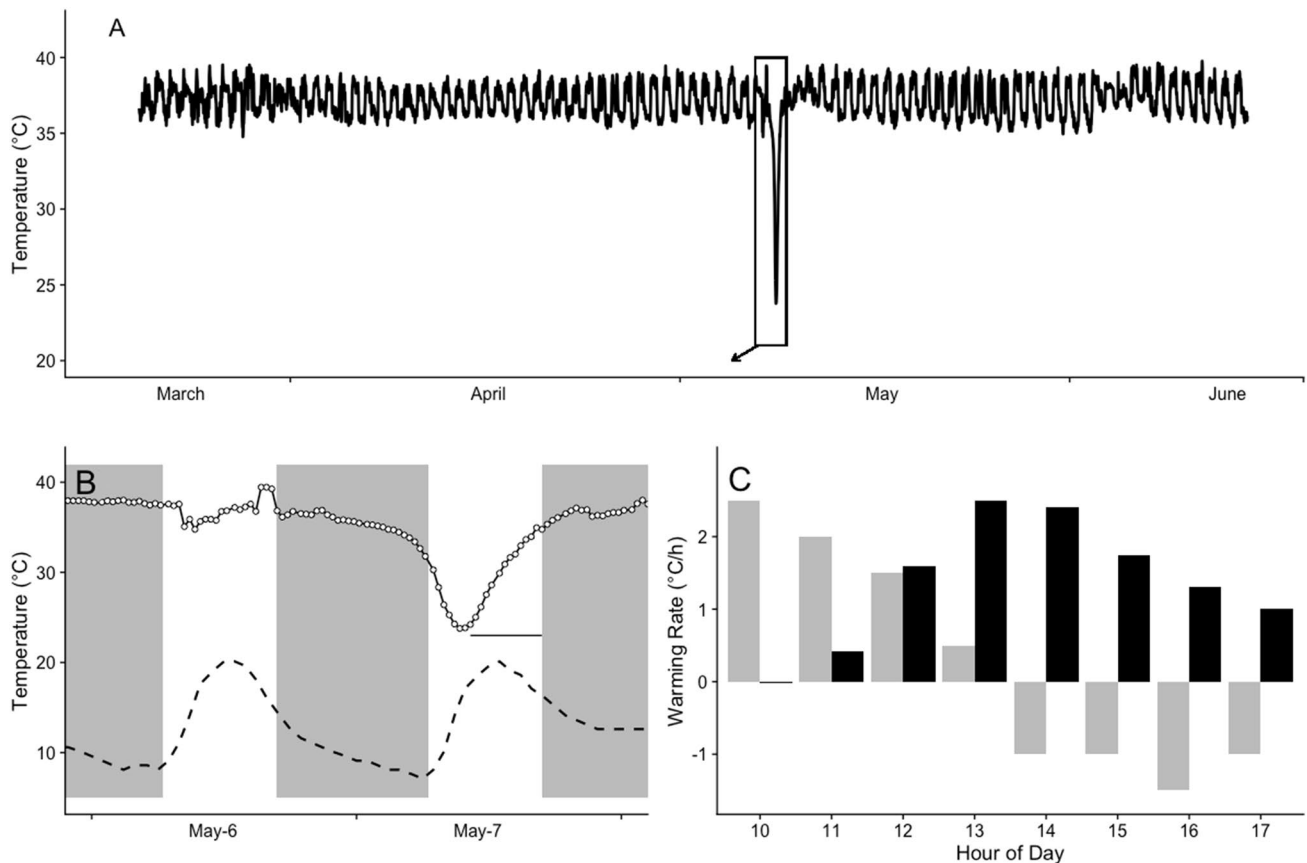 A
Temperature (°C)
40
35
30
25
20
March April May June
B
Temperature (°C)
40
30
20
10
May-6 May-7
C
Warming Rate (°C/h)
2
1
0
-1
10 11 12 13 14 15 16 17
Hour of Day